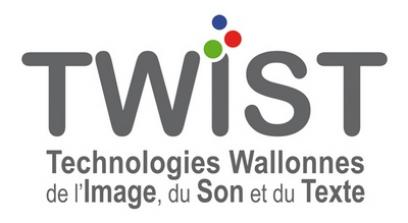 TWiST
Technologies Wallonnes
de l'Image, du Son et du Texte